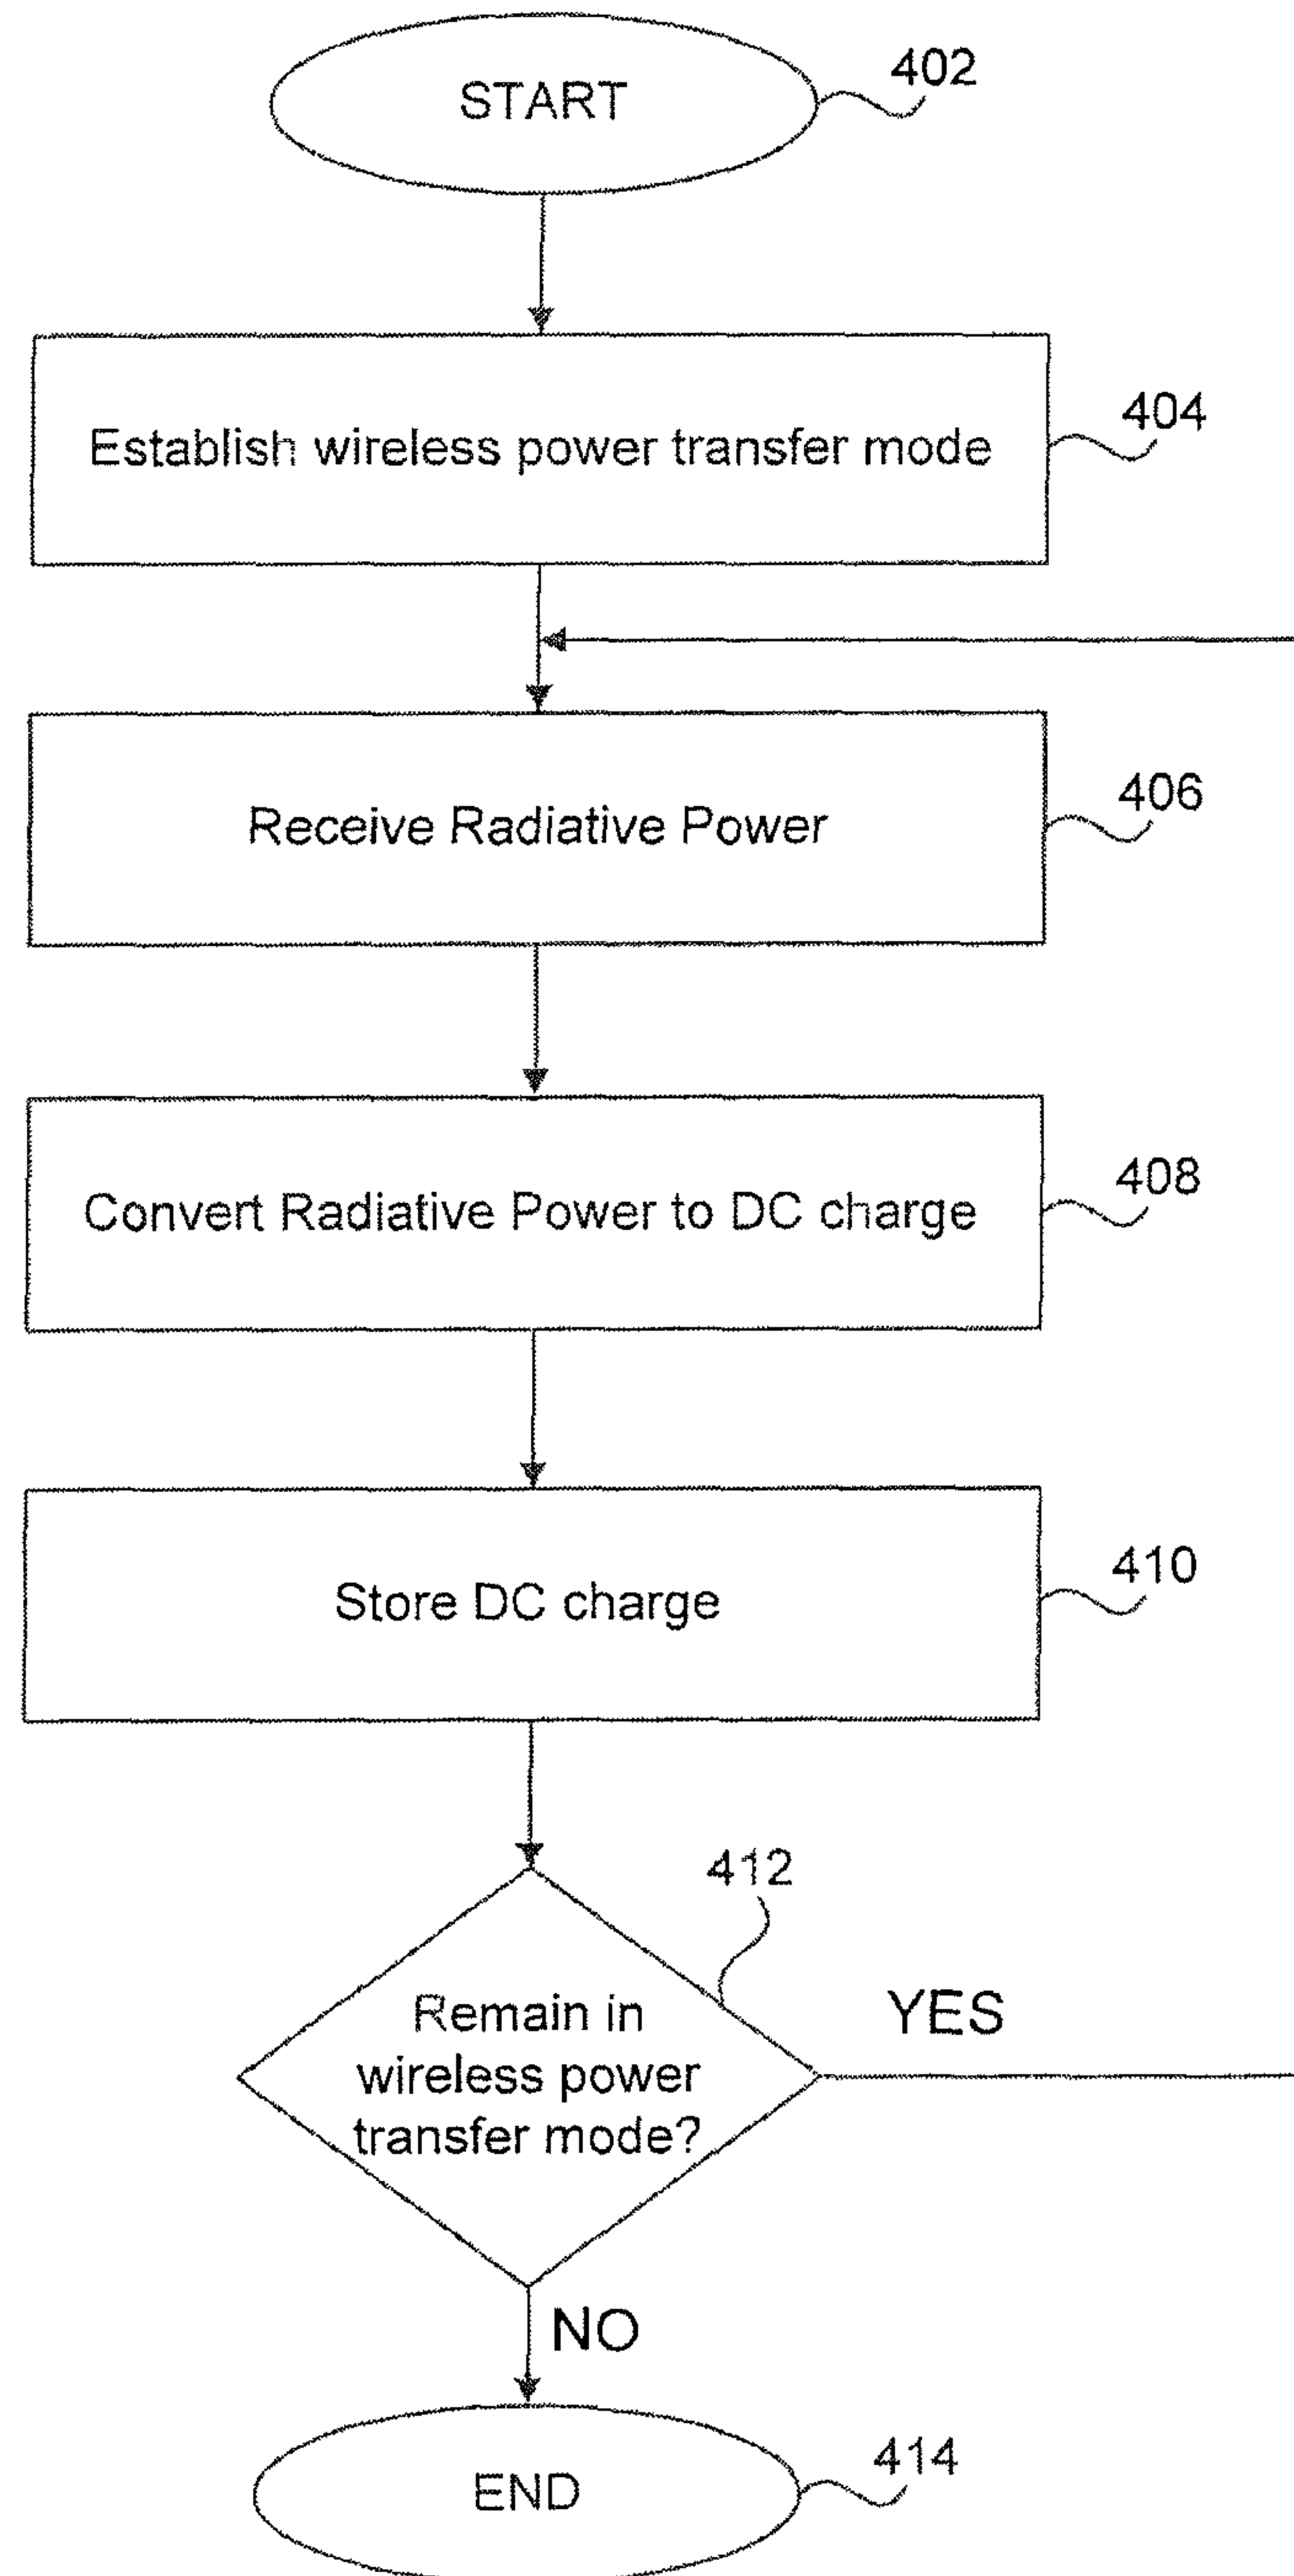 START
402
Establish wireless power transfer mode
404
Receive Radiative Power
406
Convert Radiative Power to DC charge
408
Store DC charge
410
412
Remain in
wireless power
transfer mode?
YES
NO
END
414